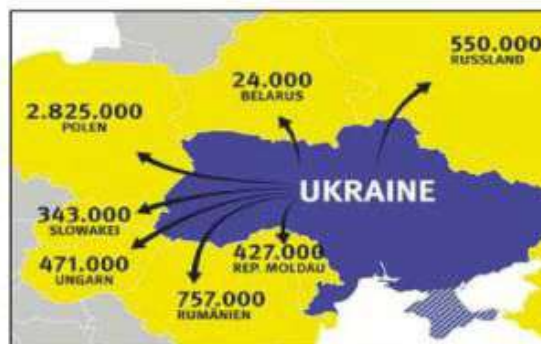 550.000
RUSSLAND
24.000
BELARUS
2.825.000
POLEN
UKRAINE
343.000
SLOWAKEI
427.000
REP. MOLDAU
471.000
UNGARN
757.000
RUMÄNIEN